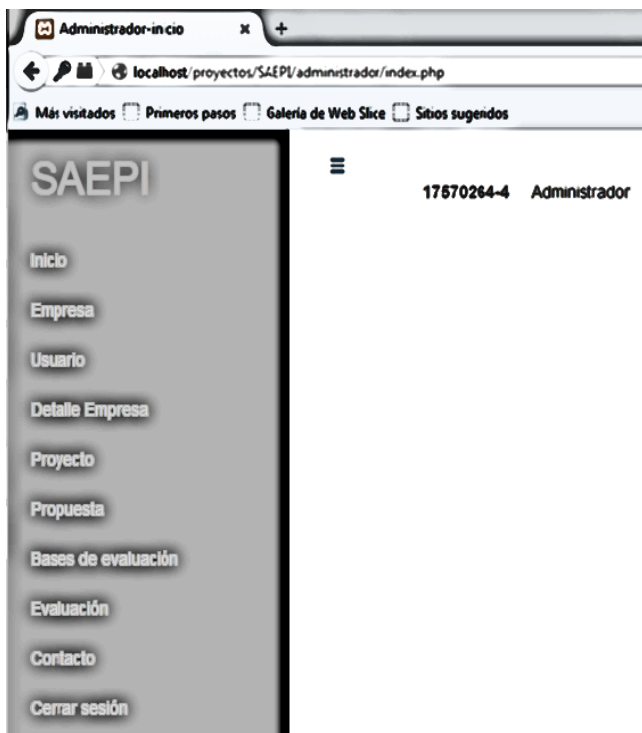 Administrador-inicio x +
localhost/proyectos/SAEPI/administrador/index.php
Más visitados Primeros pasos Galería de Web Slice Sitios sugeridos
SAEPI
17570264-4 Administrador
Inicio
Empresa
Usuario
Detalle Empresa
Proyecto
Propuesta
Bases de evaluación
Evaluación
Contacto
Cerrar sesión